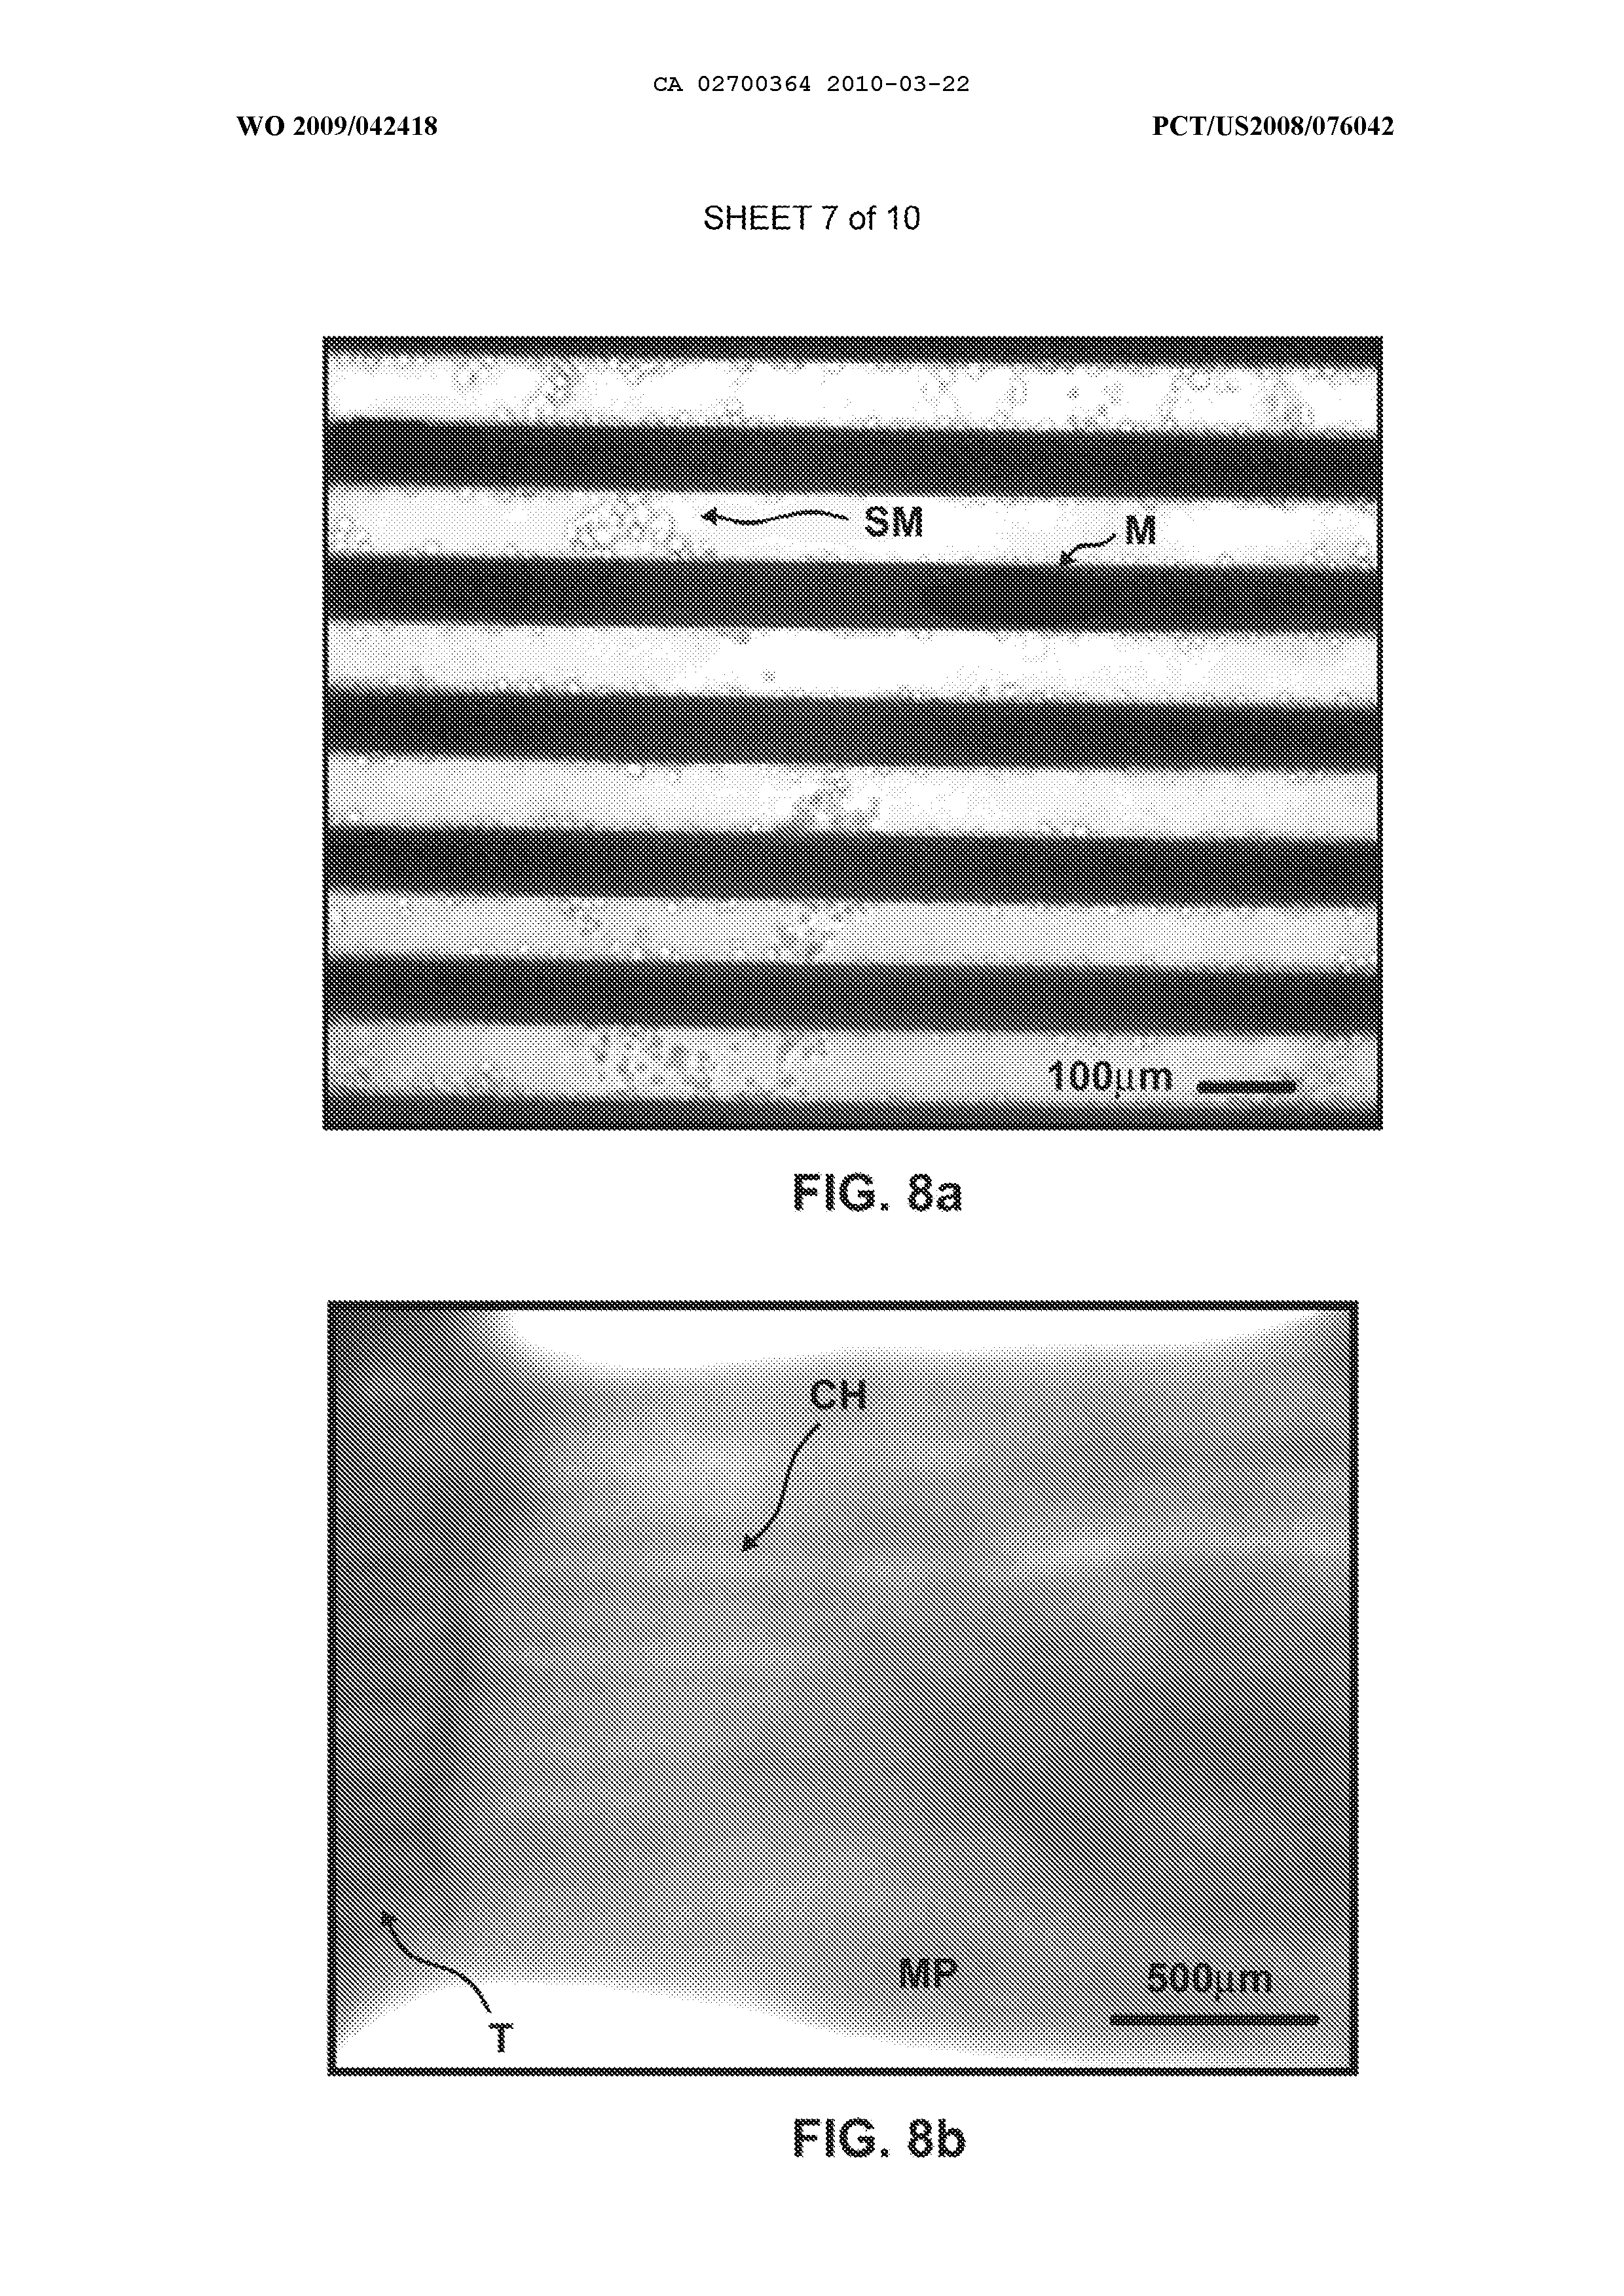 CA 02700364 2010-03-22
WO 2009/042418 PCT/US2008/076042
SHEET 7 of 10
SM
M
100μm
FIG. 8a
CH
MP
500μm
T
FIG. 8b